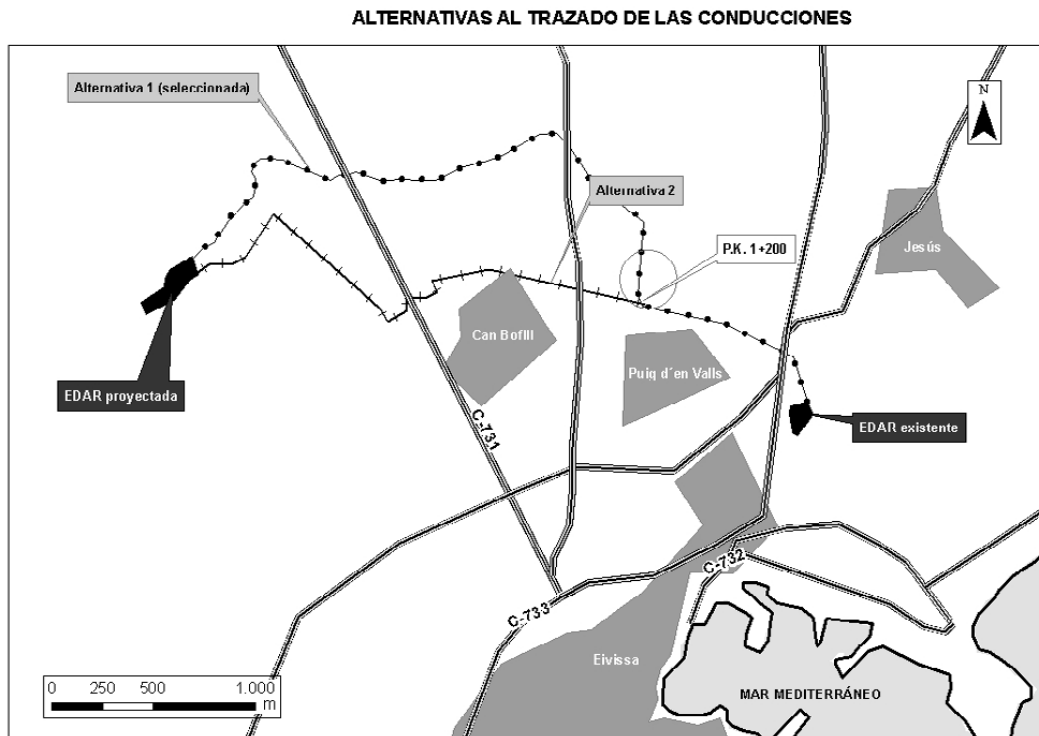 ALTERNATIVAS AL TRAZADO DE LAS CONDUCCIONES
Alternativa 1 (seleccionada)
N
Alternativa 2
P.K. 1+200
Jesús
Can Bofill
Puig d´en Valls
EDAR proyectada
EDAR existente
C-731
C-732
C-733
Eivissa
MAR MEDITERRÁNEO
0 250 500 1.000
m